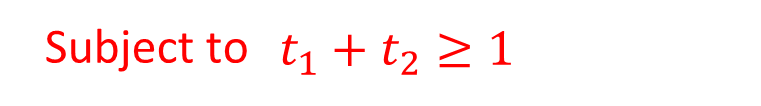 Subject to t₁ + t₂ ≥ 1